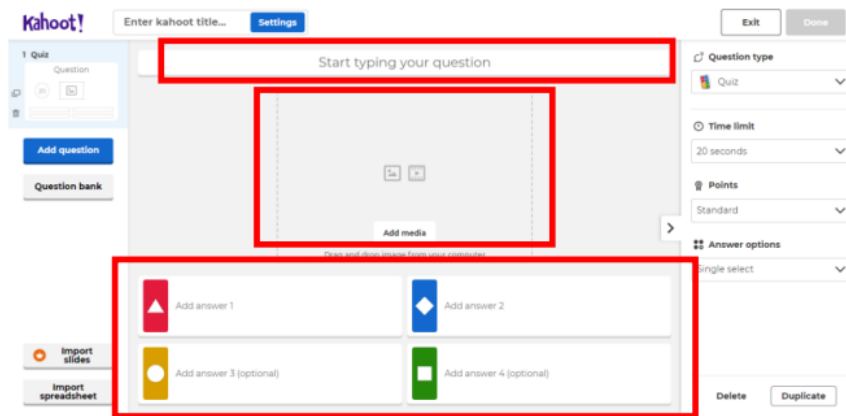 Kahoot!
Enter kahoot title...
Settings
Exit
Done
1 Quiz
Question
Add question
Question bank
Import
slides
Import
spreadsheet
Start typing your question
Add media
Drag and drop image from your computer
Add answer 1
Add answer 2
Add answer 3 (optional)
Add answer 4 (optional)
Question type
Quiz
Time limit
20 seconds
Points
Standard
Answer options
Single select
Delete
Duplicate